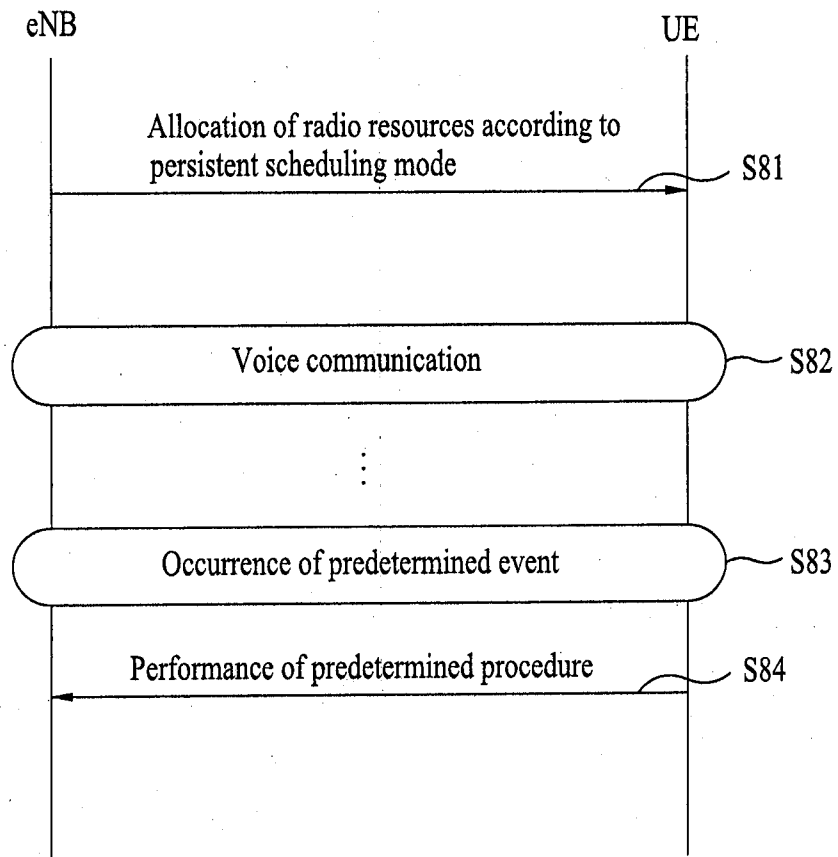 eNB
UE
Allocation of radio resources according to
persistent scheduling mode
S81
Voice communication
S82
Occurrence of predetermined event
S83
Performance of predetermined procedure
S84